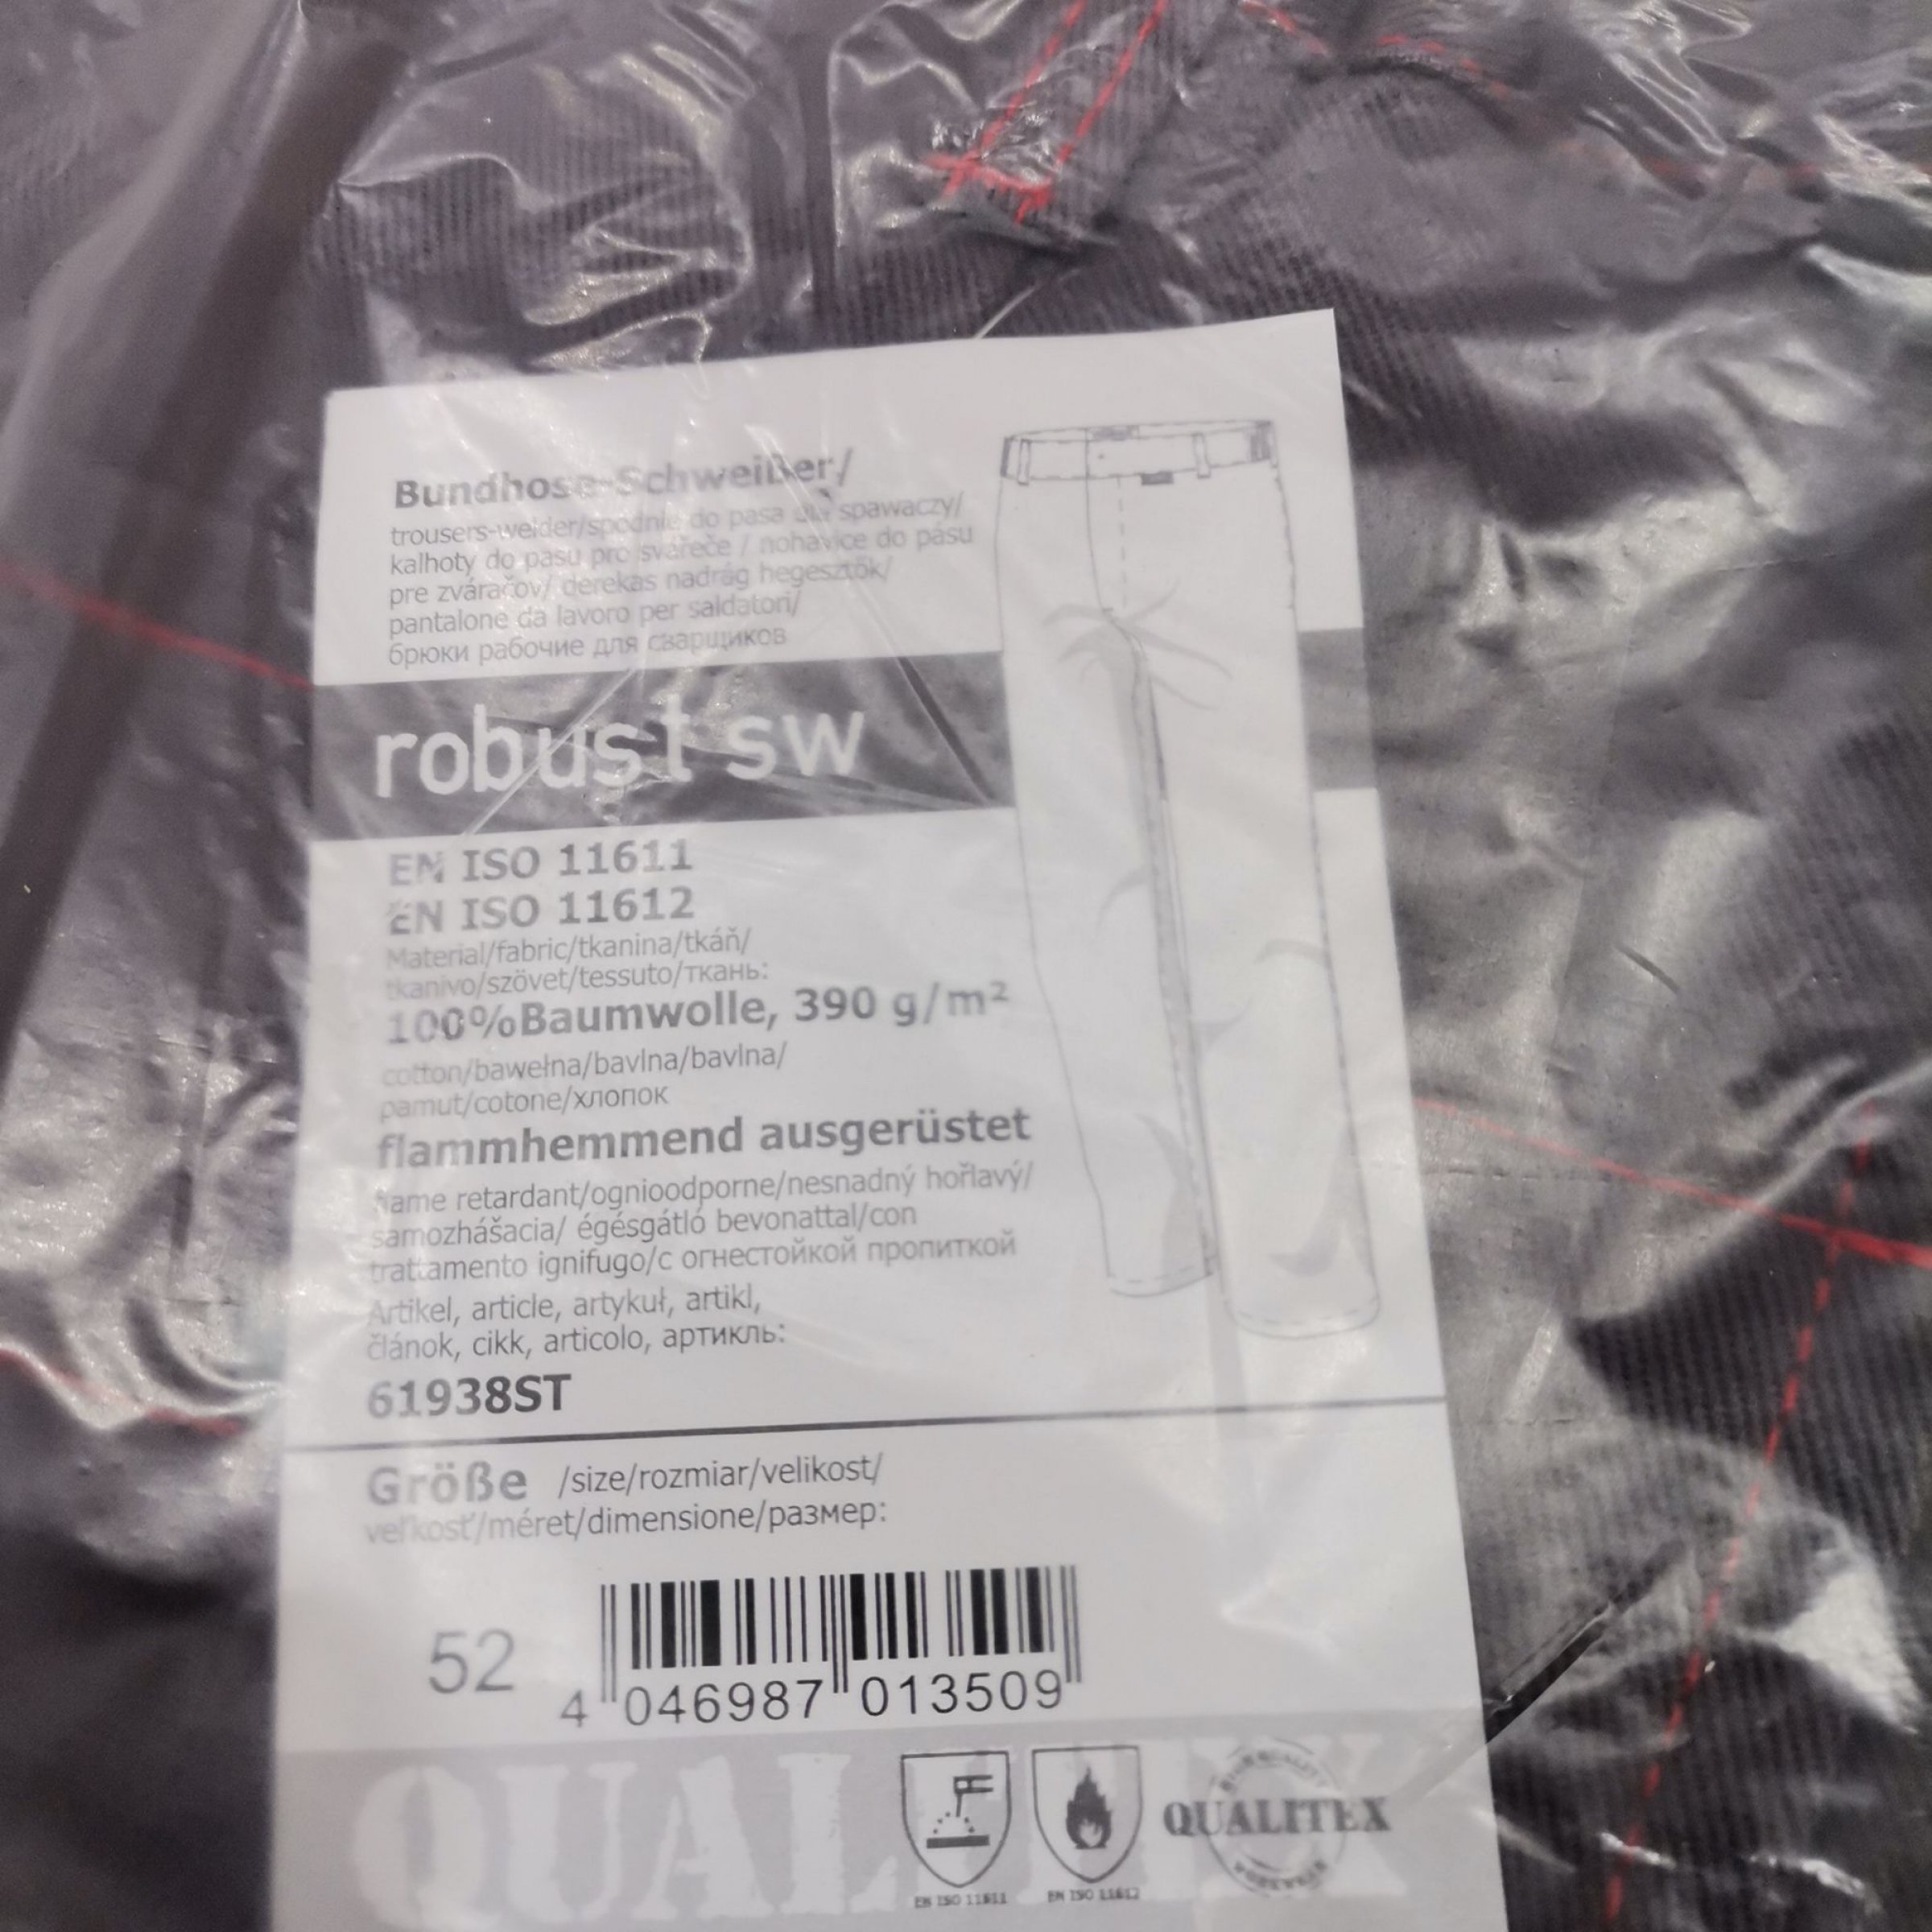 Bundhose-Schweißer/
trousers-welder/spodnie do pasa dla spawaczy/
kalhoty do pasu pro svářeče / nohavice do pásu
pre zváračov/ derekas nadrág hegesztők/
pantalone da lavoro per saldatori/
брюки рабочие для сварщиков
robust sw
EN ISO 11611
EN ISO 11612
Material/fabric/tkanina/tkáň/
tkanivo/szövet/tessuto/ткань:
100%Baumwolle, 390 g/m²
cotton/bawełna/bavlna/bavlna/
pamut/cotone/хлопок
flammhemmend ausgerüstet
flame retardant/ognioodporne/nesnadný hořlavý/
samozhášacia/ égésgátló bevonattal/con
trattamento ignifugo/с огнестойкой пропиткой
Artikel, article, artykuł, artikl,
článok, cikk, articolo, артикль:
61938ST
Größe /size/rozmiar/velikost/
veľkosť/méret/dimensione/размер:
52
4 046987 013509
QUALITEX
EN ISO 11611
EN ISO 11612
QUALITEX